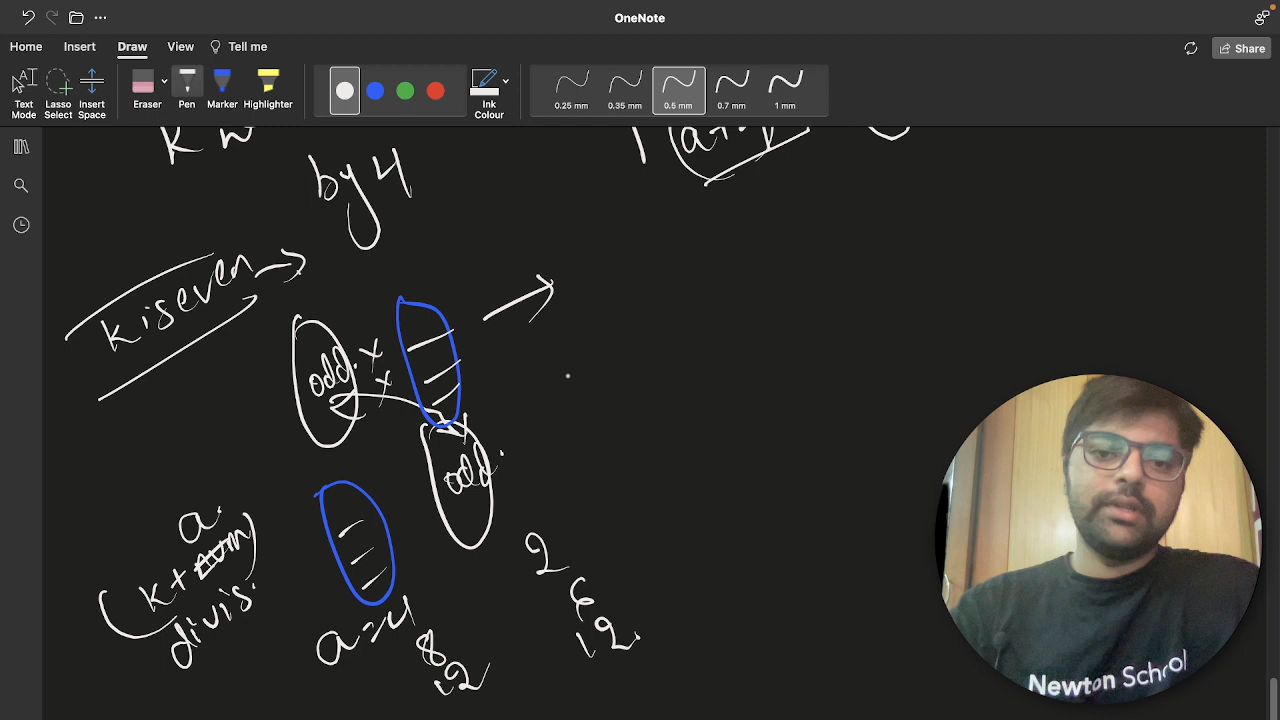 OneNote
Home Insert Draw View Tell me
Share
Text Mode
Lasso Select
Insert Space
Eraser
Pen
Marker
Highlighter
Ink Colour
0.25 mm
0.35 mm
0.5 mm
0.7 mm
1 mm
by 4
k is even
odd
x
x
odd
a
k +
divis
a = 4
8
12
2
6
12
Newton School